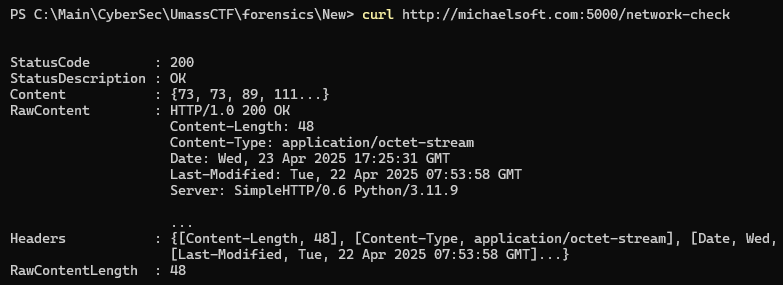 PS C:\Main\CyberSec\UmassCTF\forensics\New> curl http://michaelsoft.com:5000/network-check
StatusCode        : 200
StatusDescription : OK
Content           : {73, 73, 89, 111...}
RawContent        : HTTP/1.0 200 OK
                    Content-Length: 48
                    Content-Type: application/octet-stream
                    Date: Wed, 23 Apr 2025 17:25:31 GMT
                    Last-Modified: Tue, 22 Apr 2025 07:53:58 GMT
                    Server: SimpleHTTP/0.6 Python/3.11.9
                    ...
Headers           : {[Content-Length, 48], [Content-Type, application/octet-stream], [Date, Wed,
                    [Last-Modified, Tue, 22 Apr 2025 07:53:58 GMT]...}
RawContentLength  : 48